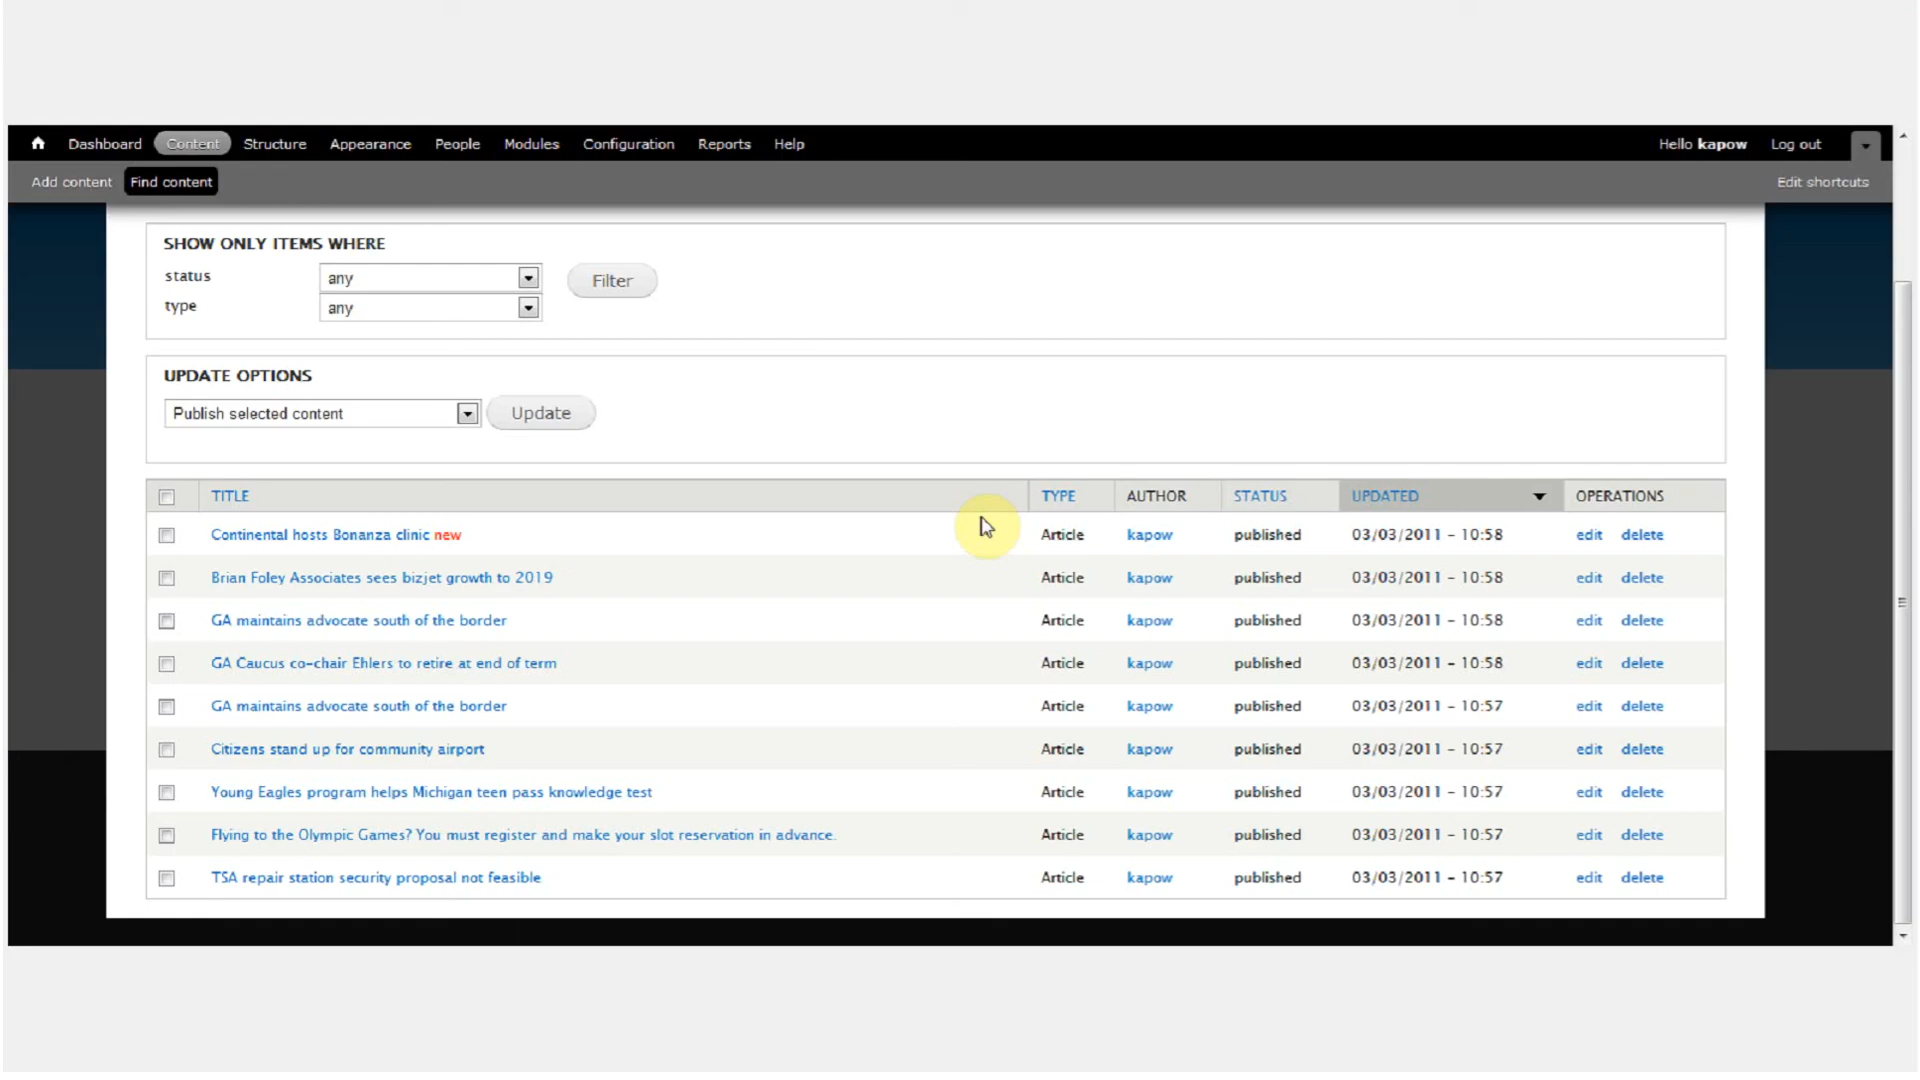 Dashboard Content Structure Appearance People Modules Configuration Reports Help Hello kapow Log out
Add content Find content Edit shortcuts
SHOW ONLY ITEMS WHERE
status any Filter
type any
UPDATE OPTIONS
Publish selected content Update
TITLE TYPE AUTHOR STATUS UPDATED OPERATIONS
Continental hosts Bonanza clinic new Article kapow published 03/03/2011 - 10:58 edit delete
Brian Foley Associates sees bizjet growth to 2019 Article kapow published 03/03/2011 - 10:58 edit delete
GA maintains advocate south of the border Article kapow published 03/03/2011 - 10:58 edit delete
GA Caucus co-chair Ehlers to retire at end of term Article kapow published 03/03/2011 - 10:58 edit delete
GA maintains advocate south of the border Article kapow published 03/03/2011 - 10:57 edit delete
Citizens stand up for community airport Article kapow published 03/03/2011 - 10:57 edit delete
Young Eagles program helps Michigan teen pass knowledge test Article kapow published 03/03/2011 - 10:57 edit delete
Flying to the Olympic Games? You must register and make your slot reservation in advance. Article kapow published 03/03/2011 - 10:57 edit delete
TSA repair station security proposal not feasible Article kapow published 03/03/2011 - 10:57 edit delete